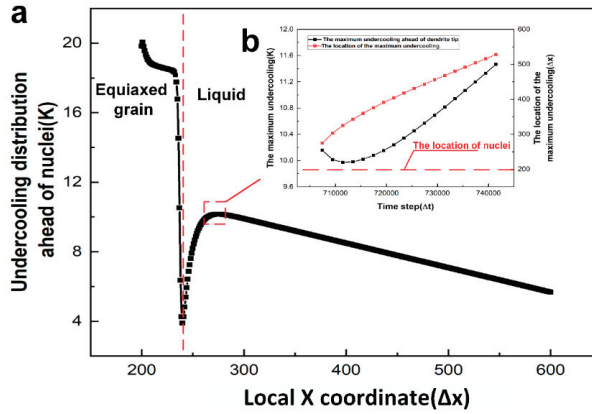 a
b
20
16
12
8
4
Undercooling distribution
ahead of nuclei(K)
Equiaxed
grain
Liquid
200
300
400
500
600
Local X coordinate(Δx)
12.0
11.6
11.2
10.8
10.4
10.0
9.6
The maximum undercooling(K)
The maximum undercooling ahead of dendrite tip
The location of the maximum undercooling
The location of nuclei
600
500
400
300
200
100
The location of the
maximum undercooling(Δx)
710000
720000
730000
740000
Time step(Δt)